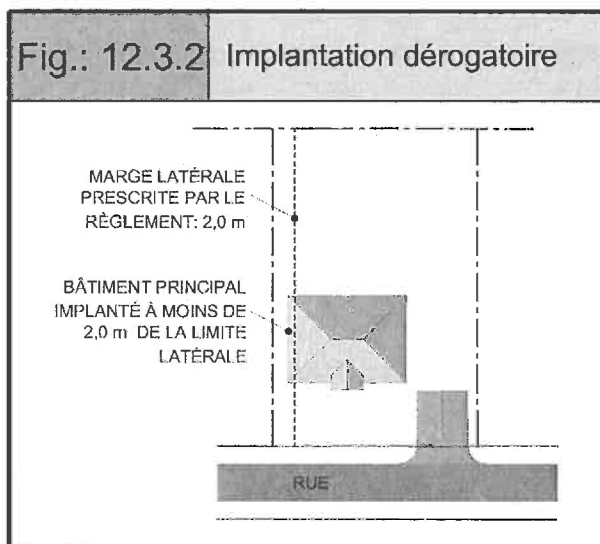 Fig.: 12.3.2 Implantation dérogatoire
MARGE LATÉRALE
PRESCRITE PAR LE
RÈGLEMENT: 2,0 m
BÂTIMENT PRINCIPAL
IMPLANTÉ À MOINS DE
2,0 m DE LA LIMITE
LATÉRALE
RUE